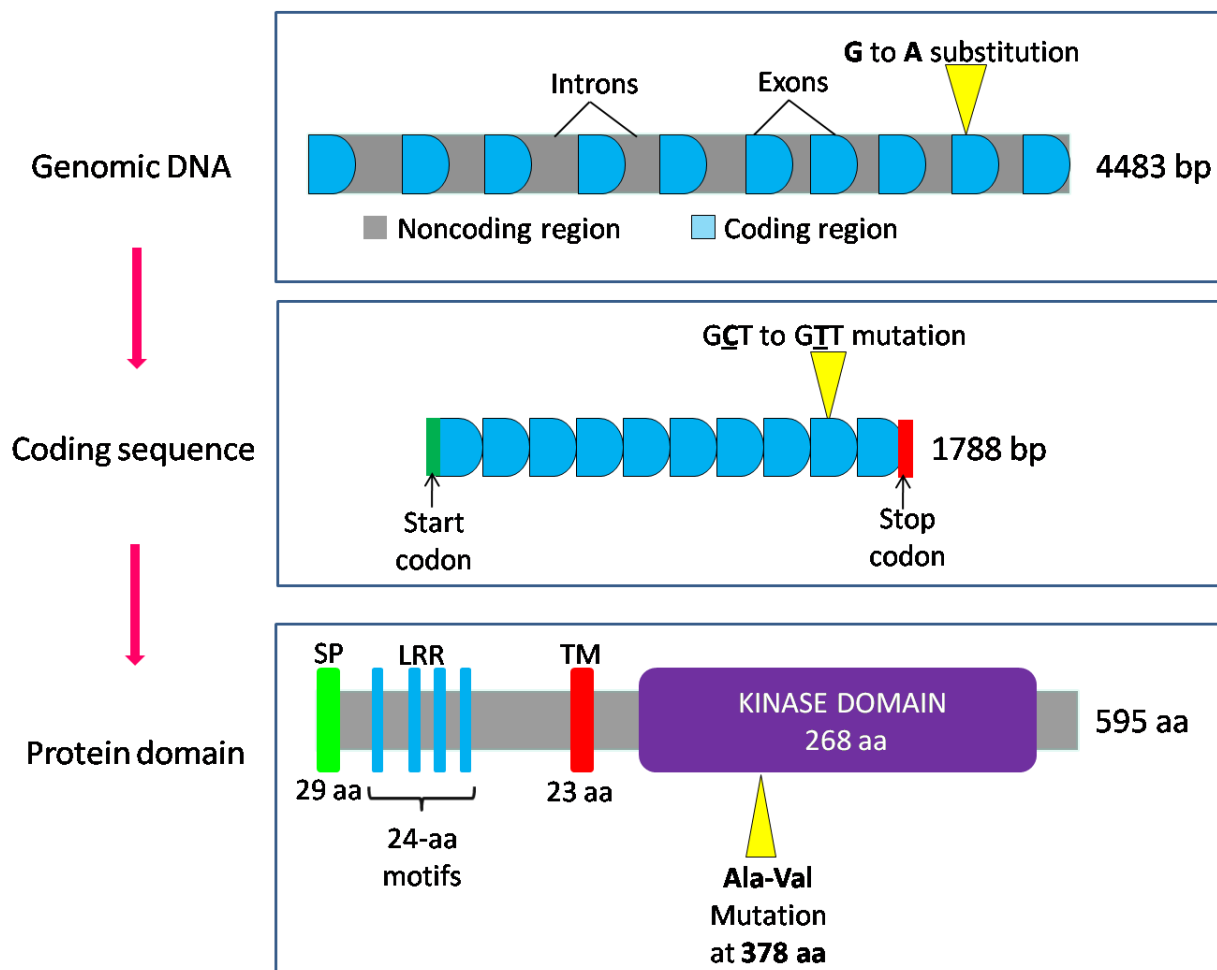 G to A substitution
Introns
Exons
Genomic DNA
4483 bp
Noncoding region
Coding region
GCT to GTT mutation
Coding sequence
1788 bp
Start
codon
Stop
codon
SP
LRR
TM
KINASE DOMAIN
268 aa
595 aa
Protein domain
29 aa
23 aa
24-aa
motifs
Ala-Val
Mutation
at 378 aa